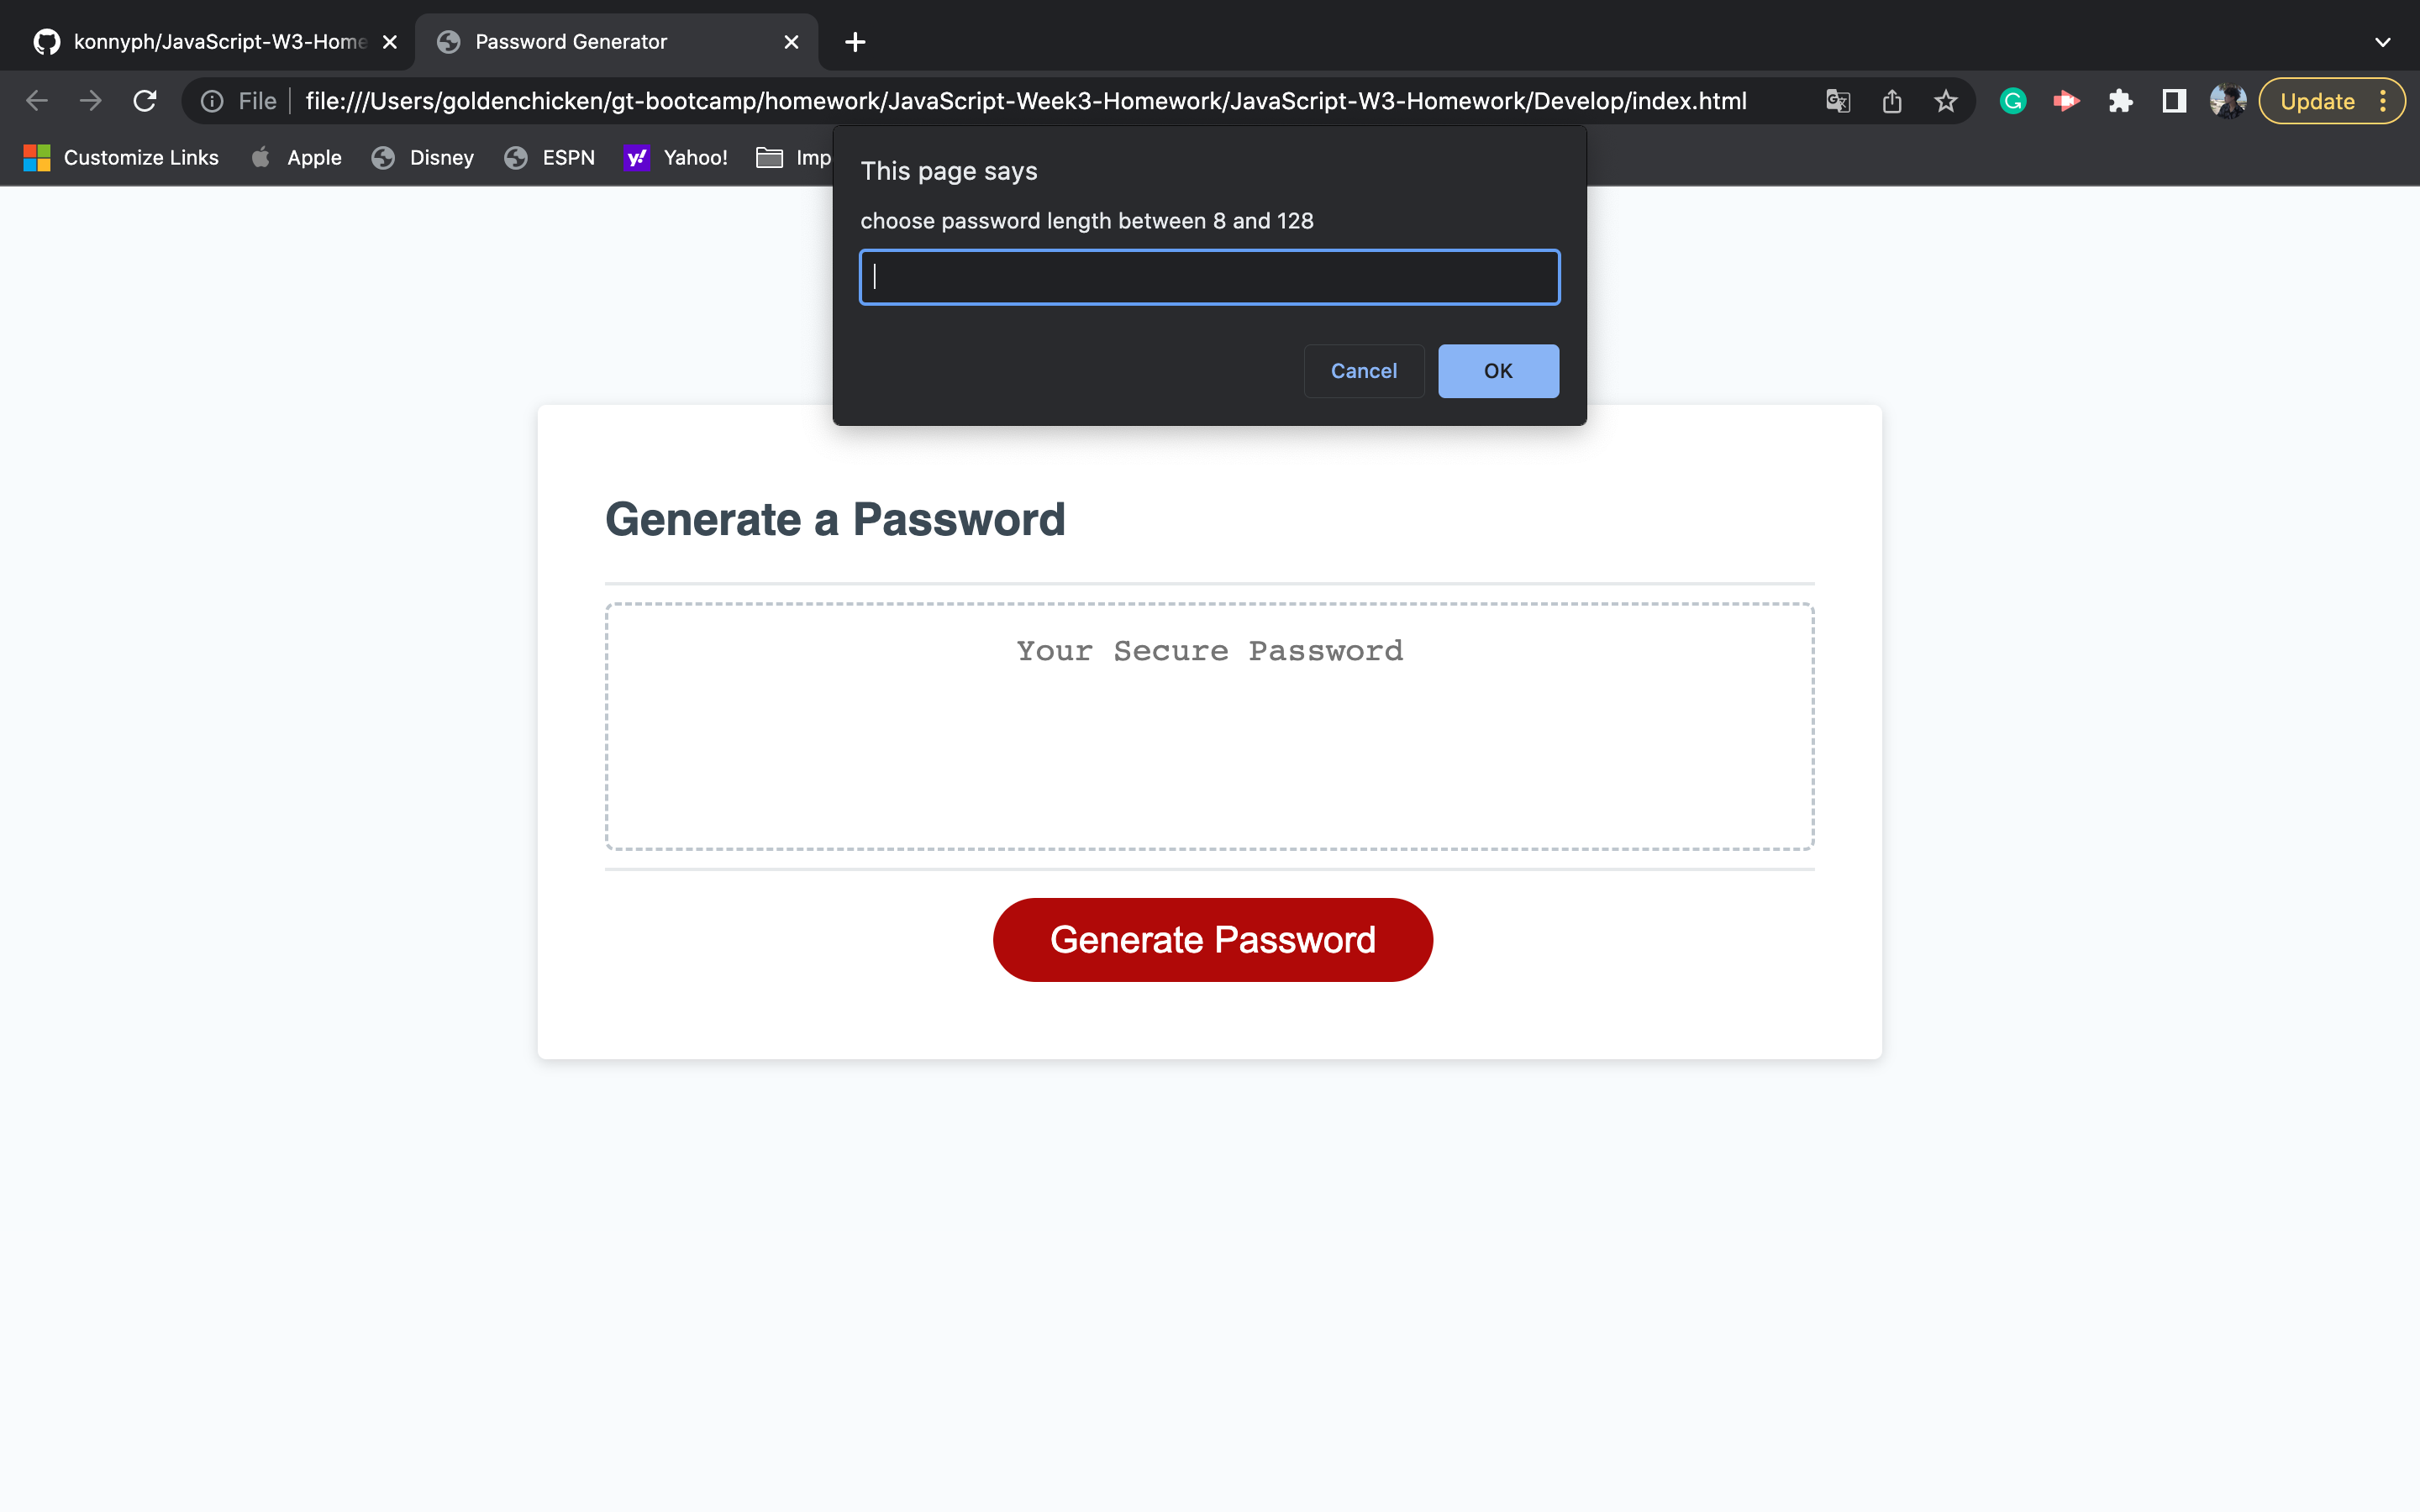 konnyph/JavaScript-W3-Home
Password Generator
File
file:///Users/goldenchicken/gt-bootcamp/homework/JavaScript-Week3-Homework/JavaScript-W3-Homework/Develop/index.html
Update
Customize Links
Apple
Disney
ESPN
Yahoo!
Imp
This page says
choose password length between 8 and 128
Cancel
OK
Generate a Password
Your Secure Password
Generate Password